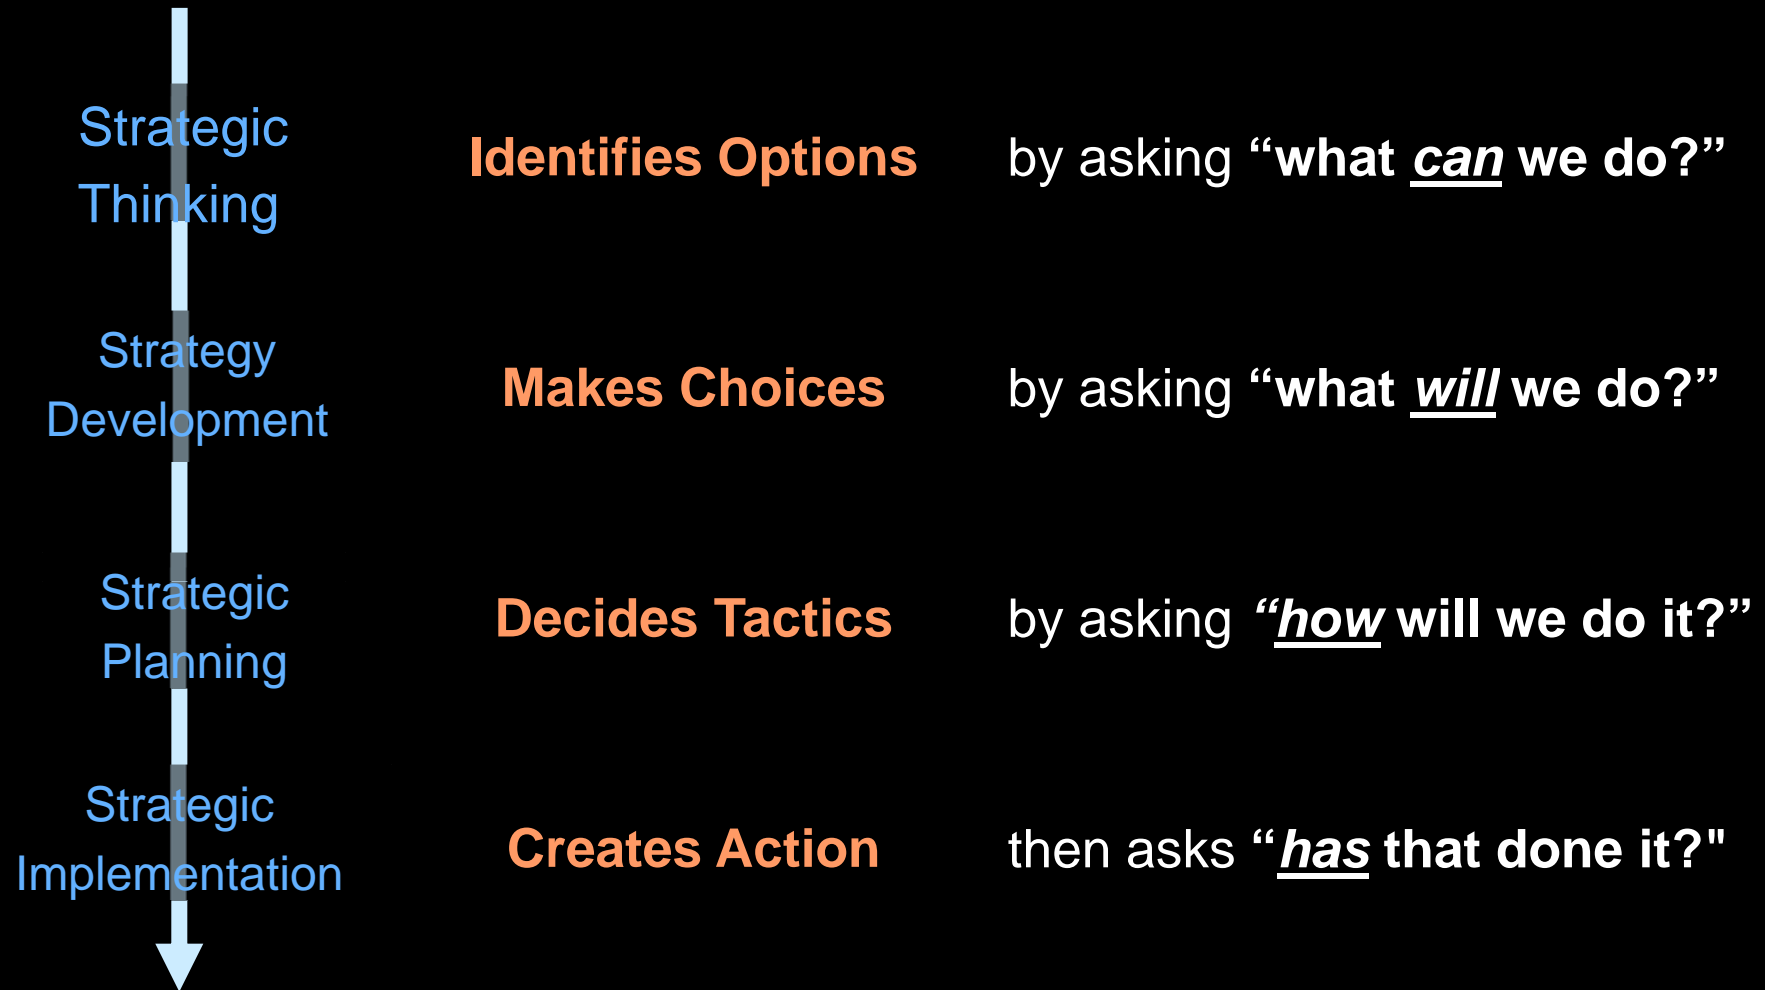 Strategic
Thinking
Identifies Options
by asking “what can we do?”
Strategy
Development
Makes Choices
by asking “what will we do?”
Strategic
Planning
Decides Tactics
by asking “how will we do it?”
Strategic
Implementation
Creates Action
then asks “has that done it?"